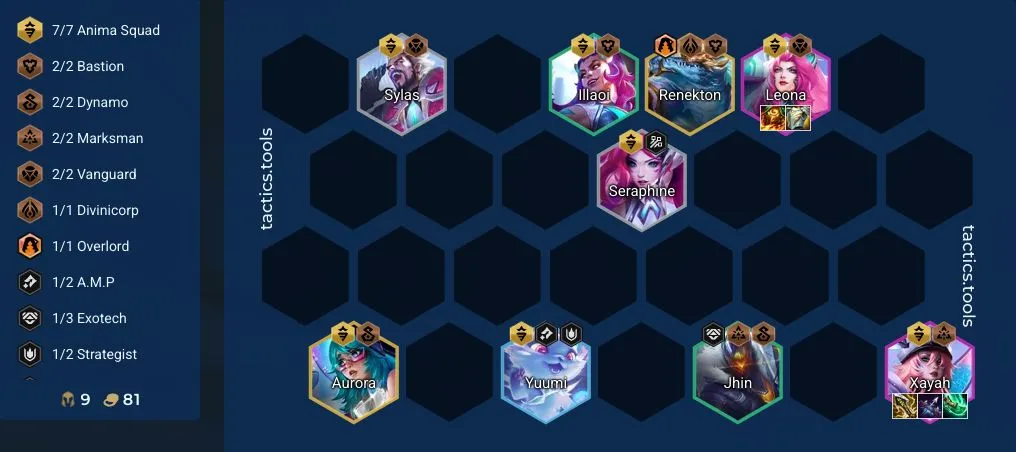 7/7 Anima Squad
2/2 Bastion
2/2 Dynamo
2/2 Marksman
2/2 Vanguard
1/1 Divinicorp
1/1 Overlord
1/2 A.M.P
1/3 Exotech
1/2 Strategist
9 81
tactics.tools
Sylas
Illaoi
Renekton
Leona
Seraphine
tactics.tools
Aurora
Yuumi
Jhin
Xayah